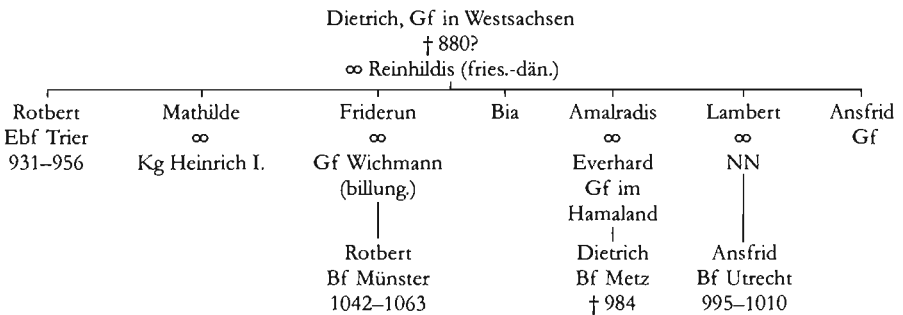 Dietrich, Gf in Westsachsen
† 880?
∞ Reinhildis (fries.-dän.)
Rotbert Mathilde Friderun Bia Amalradis Lambert Ansfrid
Ebf Trier ∞ ∞ ∞ ∞ Gf
931–956 Kg Heinrich I. Gf Wichmann Everhard NN
(billung.) Gf im
Hamaland
Rotbert Dietrich Ansfrid
Bf Münster Bf Metz Bf Utrecht
1042–1063 † 984 995–1010